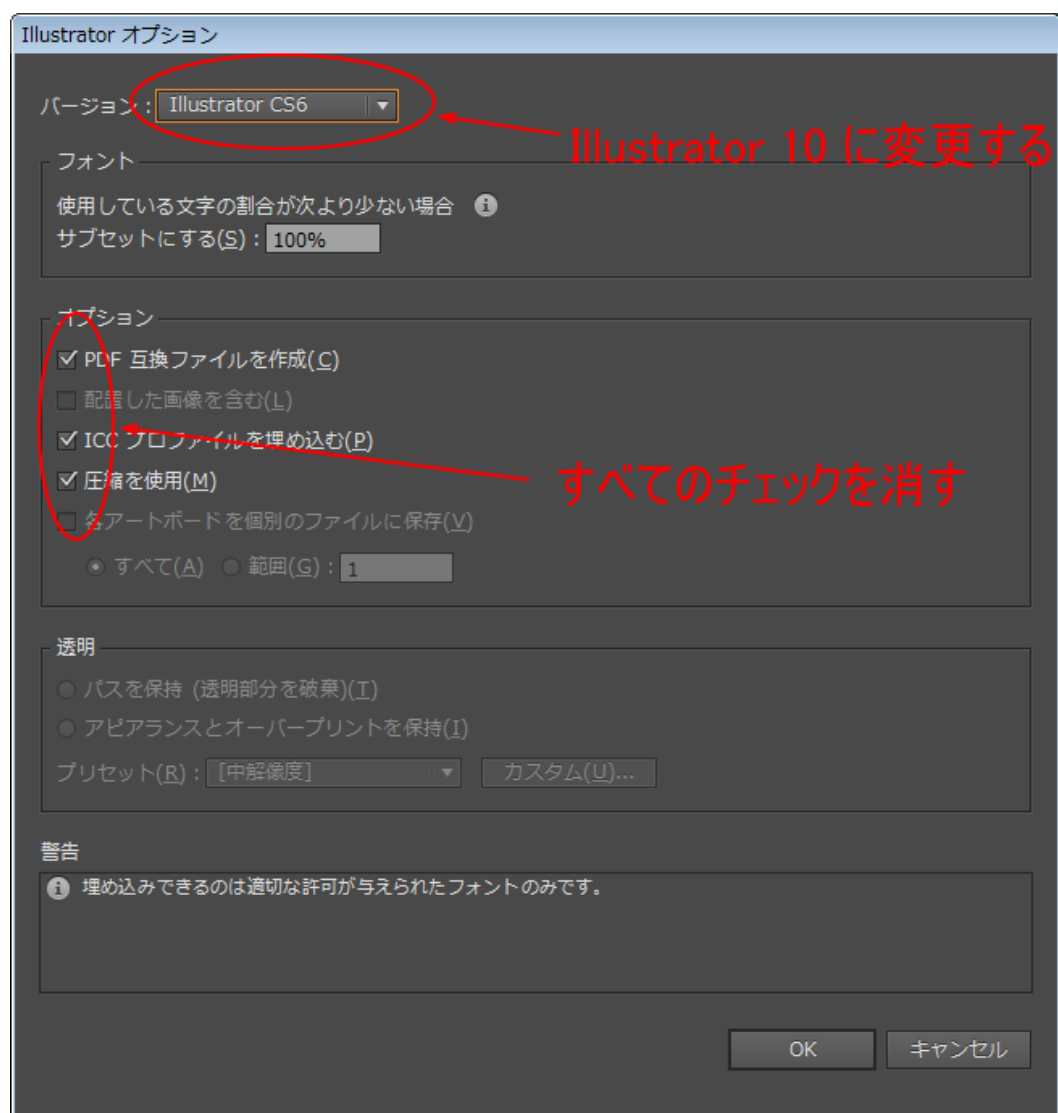 Illustrator オプション
バージョン : Illustrator CS6
Illustrator 10 に変更する
フォント
使用している文字の割合が次より少ない場合
サブセットにする(S) : 100%
オプション
PDF 互換ファイルを作成(C)
配置した画像を含む(L)
ICC プロファイルを埋め込む(P)
圧縮を使用(M)
すべてのチェックを消す
各アートボードを個別のファイルに保存(V)
すべて(A) 範囲(G) : 1
透明
パスを保持 (透明部分を破棄)(T)
アピアランスとオーバープリントを保持(I)
プリセット(R) : [中解像度] カスタム(U)...
警告
埋め込みできるのは適切な許可が与えられたフォントのみです。
OK キャンセル